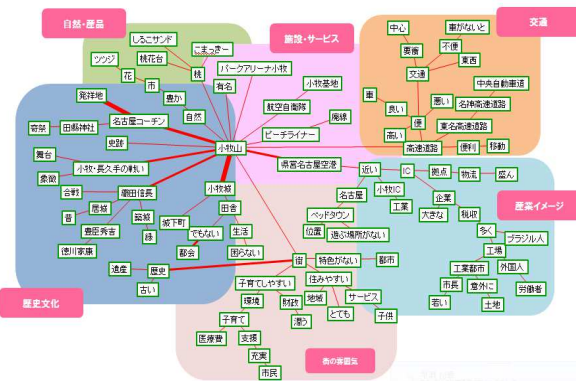 自然・産品
しるこサンド
こまっきー
桃花台
桃
ツツジ
花
市
有名
豊か
自然
施設・サービス
パークアリーナ小牧
小牧基地
航空自衛隊
廃線
ピーチライナー
県営名古屋空港
交通
中心
車がないと
要衝
不便
東西
交通
中央自動車道
車
良い
悪い
名神高速道路
便
東名高速道路
高い
高速道路
便利
移動
発祥地
名古屋コーチン
奇祭
田縣神社
史跡
小牧山
舞台
小牧・長久手の戦い
象徴
合戦
織田信長
小牧城
昔
居城
築城
田舎
豊臣秀吉
緑
城下町
でもない
生活
徳川家康
都会
困らない
遺産
歴史
古い
歴史文化
近い
IC
拠点
物流
盛ん
名古屋
小牧IC
工業
企業
ベッドタウン
大きな
税収
位置
遊ぶ場所がない
産業イメージ
多く
ブラジル人
工場
工業都市
外国人
市長
意外に
労働者
若い
土地
街
特色がない
都市
子育てしやすい
住みやすい
環境
財政
地域
サービス
子育て
潤う
とても
子供
医療費
支援
充実
市民
街の雰囲気